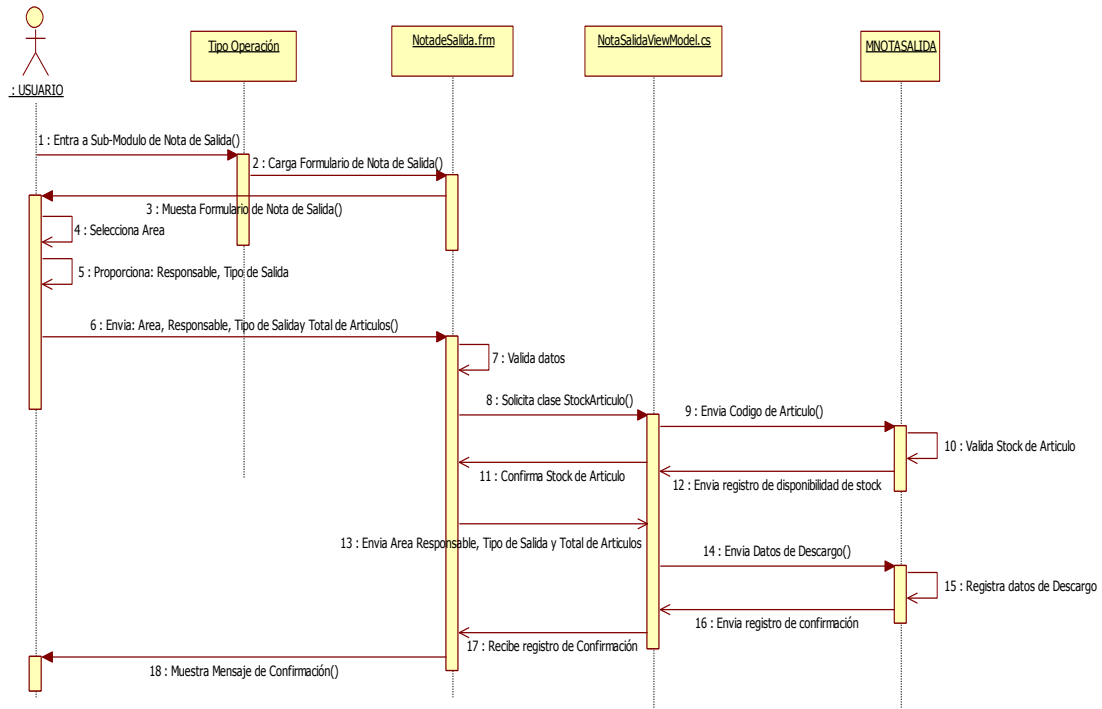 : USUARIO
Tipo Operación
NotadeSalida.frm
NotaSalidaViewModel.cs
MNOTASALIDA
1 : Entra a Sub-Modulo de Nota de Salida()
2 : Carga Formulario de Nota de Salida()
3 : Muesta Formulario de Nota de Salida()
4 : Selecciona Area
5 : Proporciona: Responsable, Tipo de Salida
6 : Envia: Area, Responsable, Tipo de Saliday Total de Articulos()
7 : Valida datos
8 : Solicita clase StockArticulo()
9 : Envia Codigo de Articulo()
10 : Valida Stock de Articulo
11 : Confirma Stock de Articulo
12 : Envia registro de disponibilidad de stock
13 : Envia Area Responsable, Tipo de Salida y Total de Articulos
14 : Envia Datos de Descargo()
15 : Registra datos de Descargo
16 : Envia registro de confirmación
17 : Recibe registro de Confirmación
18 : Muestra Mensaje de Confirmación()